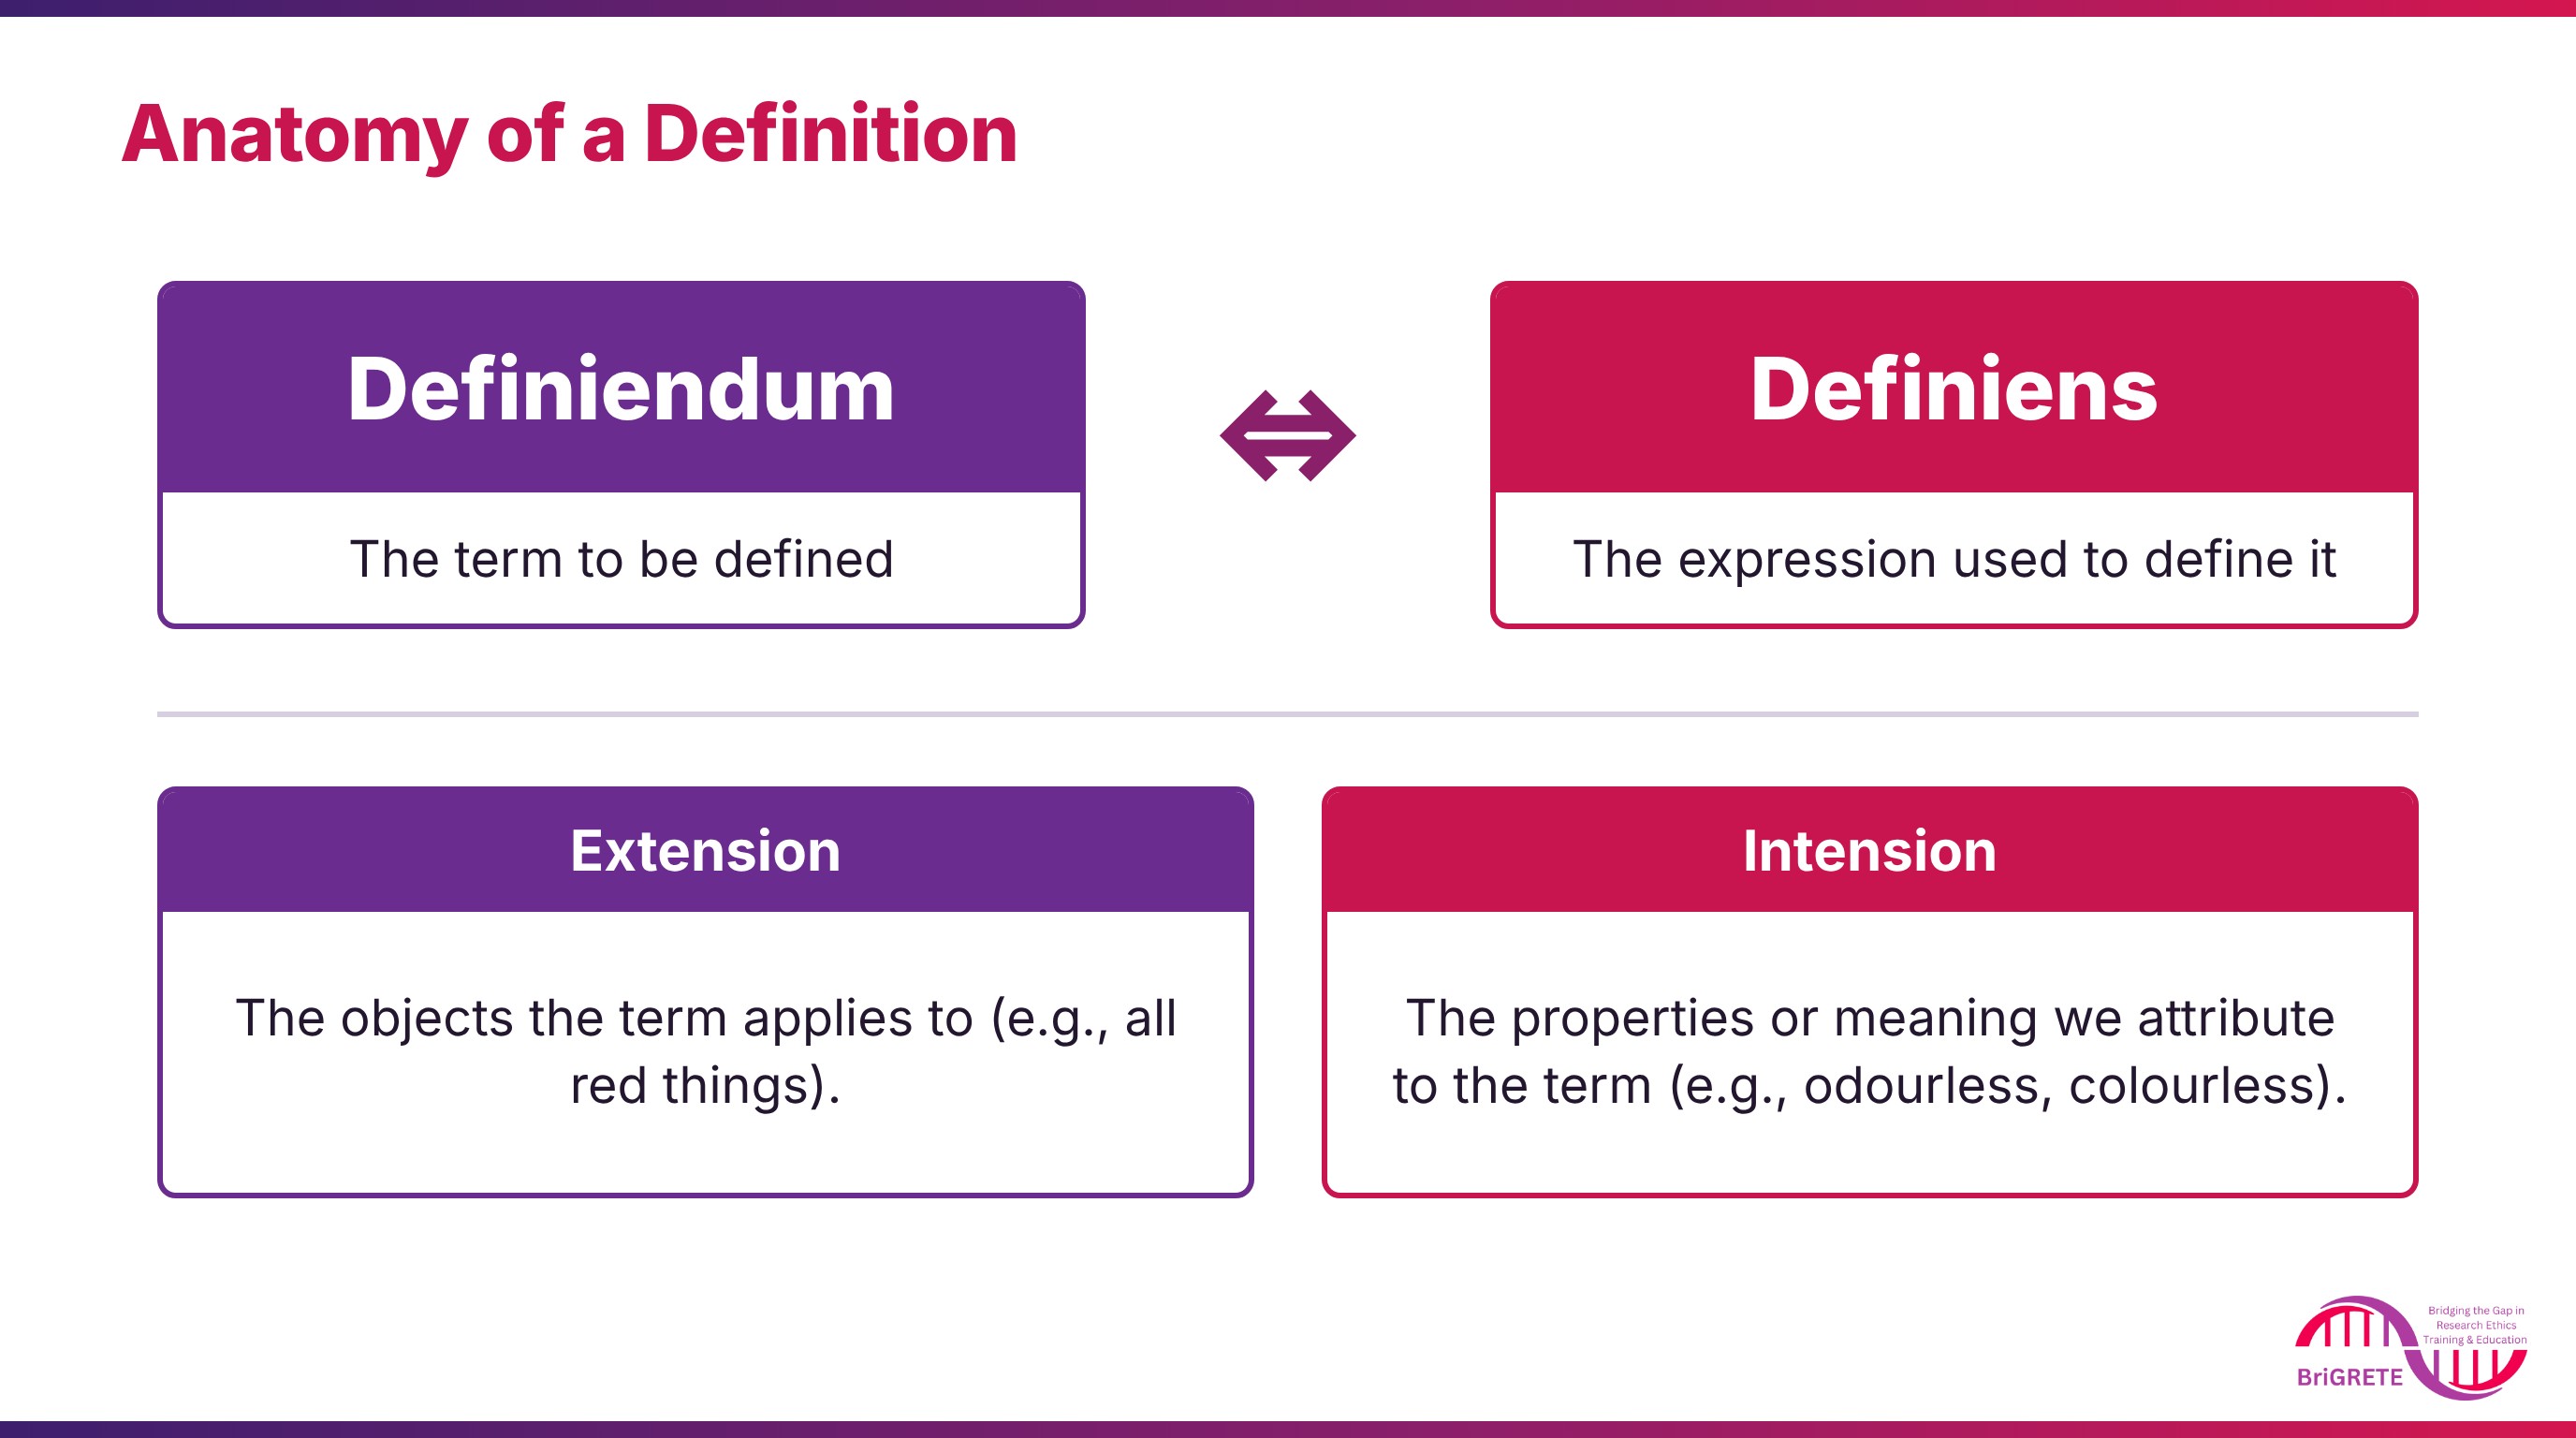 Anatomy of a Definition
Definiendum
The term to be defined
Definiens
The expression used to define it
Extension
The objects the term applies to (e.g., all
red things).
Intension
The properties or meaning we attribute
to the term (e.g., odourless, colourless).
Bridging the Gap in
Research Ethics
Training & Education
BriGRETE